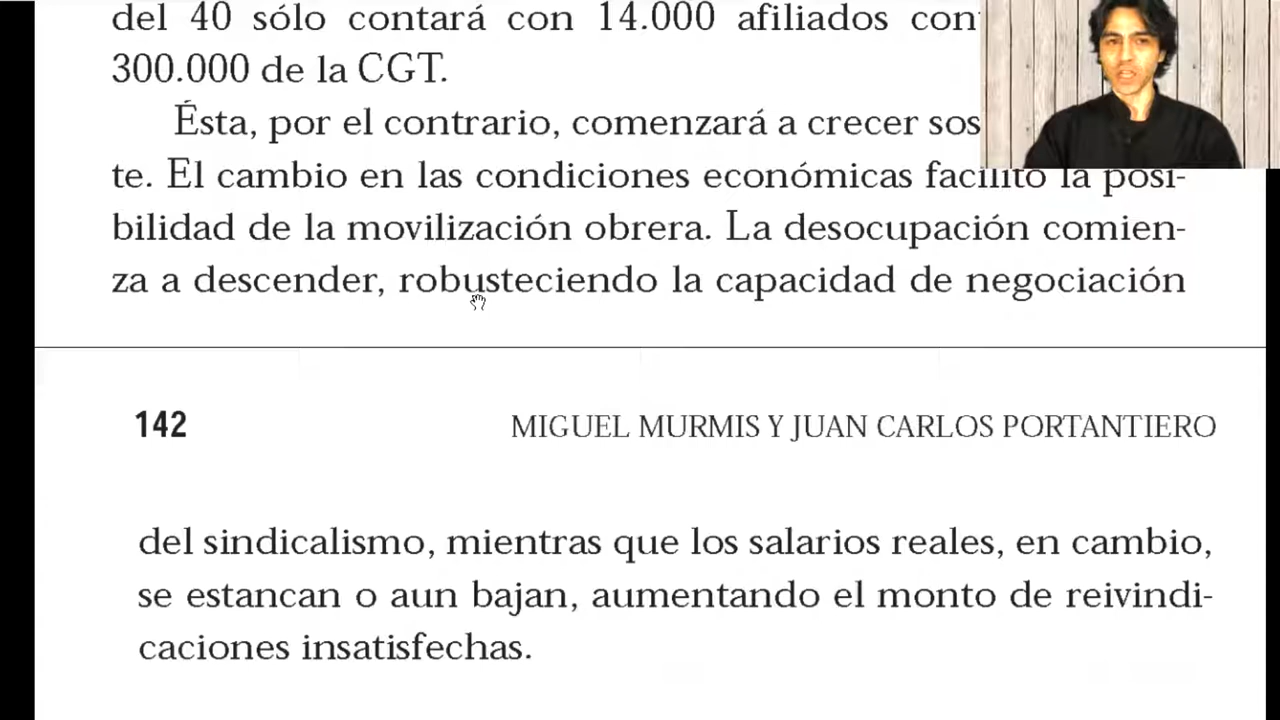 del 40 sólo contará con 14.000 afiliados
300.000 de la CGT.
Ésta, por el contrario, comenzará a crecer
te. El cambio en las condiciones económicas facilitó la posi-
bilidad de la movilización obrera. La desocupación comien-
za a descender, robusteciendo la capacidad de negociación
142 MIGUEL MURMIS Y JUAN CARLOS PORTANTIERO
del sindicalismo, mientras que los salarios reales, en cambio,
se estancan o aun bajan, aumentando el monto de reivindi-
caciones insatisfechas.